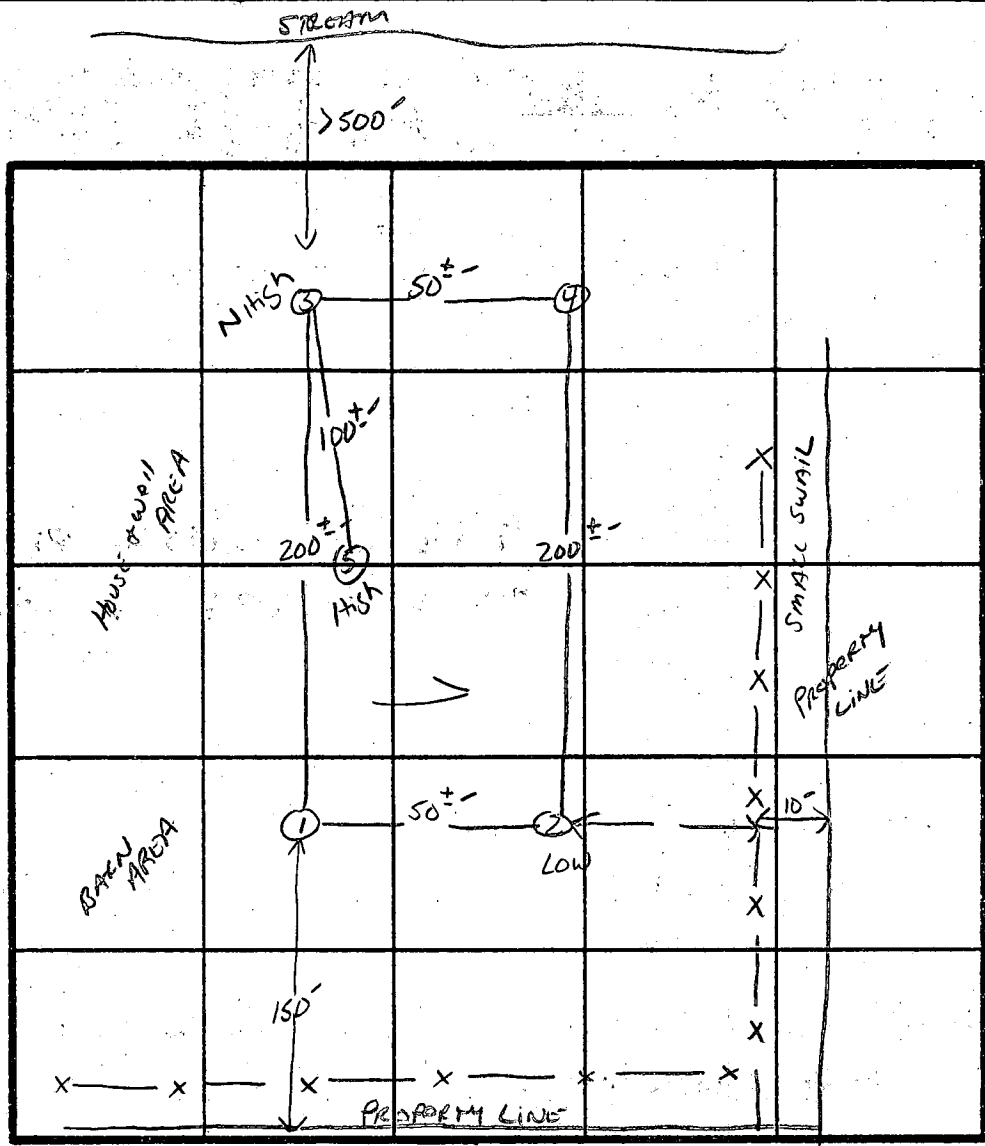 STREAM
>500'
50±'
NHigh
3
4
100±'
HOUSE & WELL
AREA
200±'
5
High
200±'
SMALL SWAIL
PROPERTY
LINE
BARN
AREA
1
50±'
2
LOW
10'
150'
PROPERTY LINE